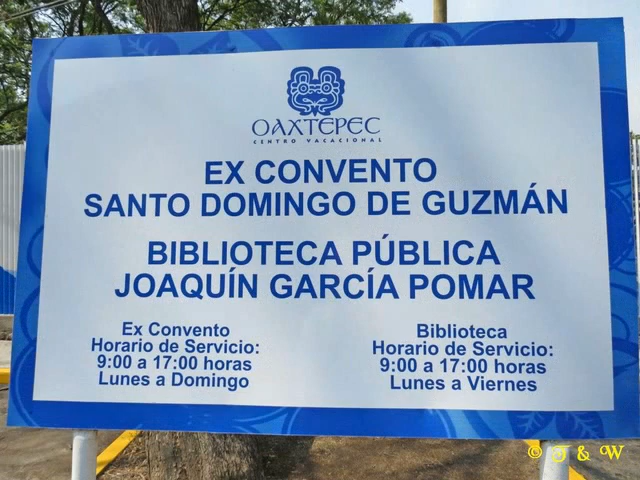 OAXTEPEC
CENTRO VACACIONAL
EX CONVENTO
SANTO DOMINGO DE GUZMÁN
BIBLIOTECA PÚBLICA
JOAQUÍN GARCÍA POMAR
Ex Convento
Horario de Servicio:
9:00 a 17:00 horas
Lunes a Domingo
Biblioteca
Horario de Servicio:
9:00 a 17:00 horas
Lunes a Viernes
© J & W